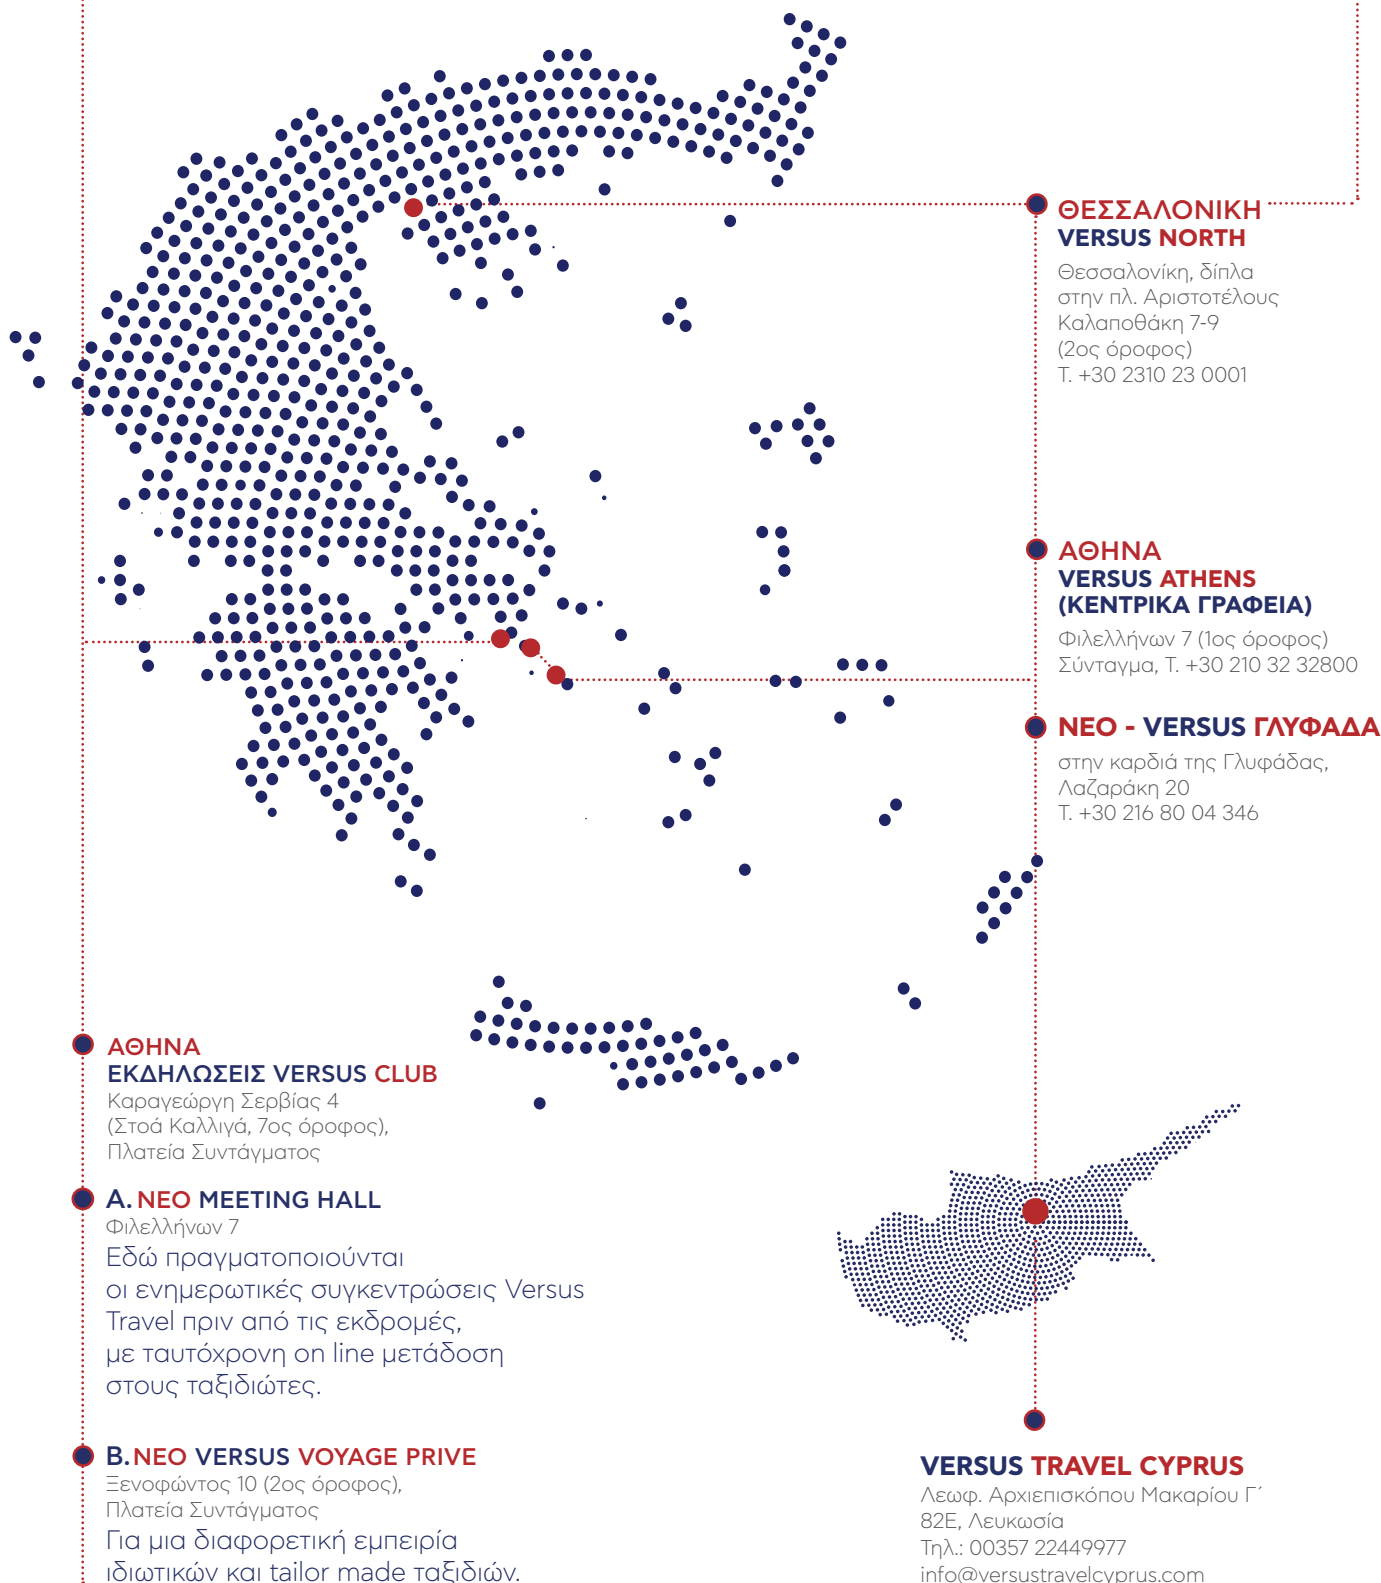 ΘΕΣΣΑΛΟΝΙΚΗ
VERSUS NORTH
Θεσσαλονίκη, δίπλα
στην πλ. Αριστοτέλους
Καλαποθάκη 7-9
(2ος όροφος)
Τ. +30 2310 23 0001
ΑΘΗΝΑ
VERSUS ATHENS
(ΚΕΝΤΡΙΚΑ ΓΡΑΦΕΙΑ)
Φιλελλήνων 7 (1ος όροφος)
Σύνταγμα, Τ. +30 210 32 32800
ΝΕΟ - VERSUS ΓΛΥΦΑΔΑ
στην καρδιά της Γλυφάδας,
Λαζαράκη 20
Τ. +30 216 80 04 346
ΑΘΗΝΑ
ΕΚΔΗΛΩΣΕΙΣ VERSUS CLUB
Καραγεώργη Σερβίας 4
(Στοά Καλλιγά, 7ος όροφος),
Πλατεία Συντάγματος
Α. ΝΕΟ MEETING HALL
Φιλελλήνων 7
Εδώ πραγματοποιούνται
οι ενημερωτικές συγκεντρώσεις Versus
Travel πριν από τις εκδρομές,
με ταυτόχρονη on line μετάδοση
στους ταξιδιώτες.
Β. ΝΕΟ VERSUS VOYAGE PRIVE
Ξενοφώντος 10 (2ος όροφος),
Πλατεία Συντάγματος
Για μια διαφορετική εμπειρία
ιδιωτικών και tailor made ταξιδιών.
VERSUS TRAVEL CYPRUS
Λεωφ. Αρχιεπισκόπου Μακαρίου Γ΄
82Ε, Λευκωσία
Τηλ.: 00357 22449977
info@versustravelcyprus.com